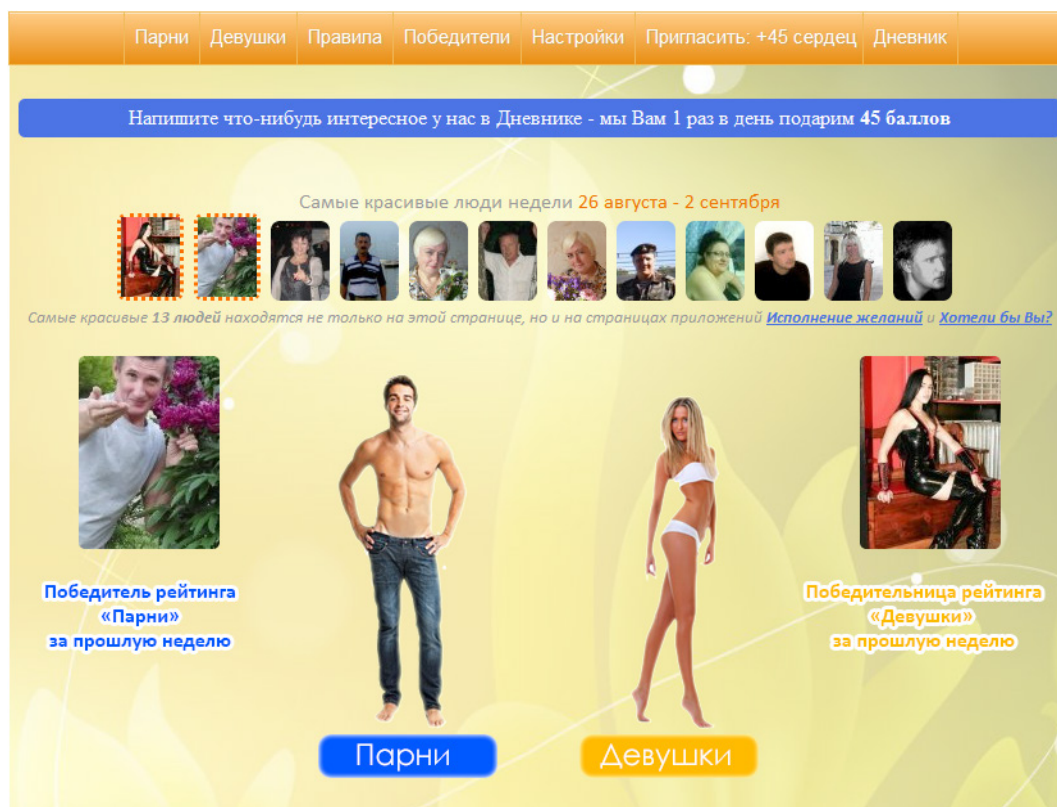 Парни Девушки Правила Победители Настройки Пригласить: +45 сердец Дневник
Напишите что-нибудь интересное у нас в Дневнике - мы Вам 1 раз в день подарим 45 баллов
Самые красивые люди недели 26 августа - 2 сентября
Самые красивые 13 людей находятся не только на этой странице, но и на страницах приложений Исполнение желаний и Хотели бы Вы?
Победитель рейтинга
«Парни»
за прошлую неделю
Победительница рейтинга
«Девушки»
за прошлую неделю
Парни
Девушки